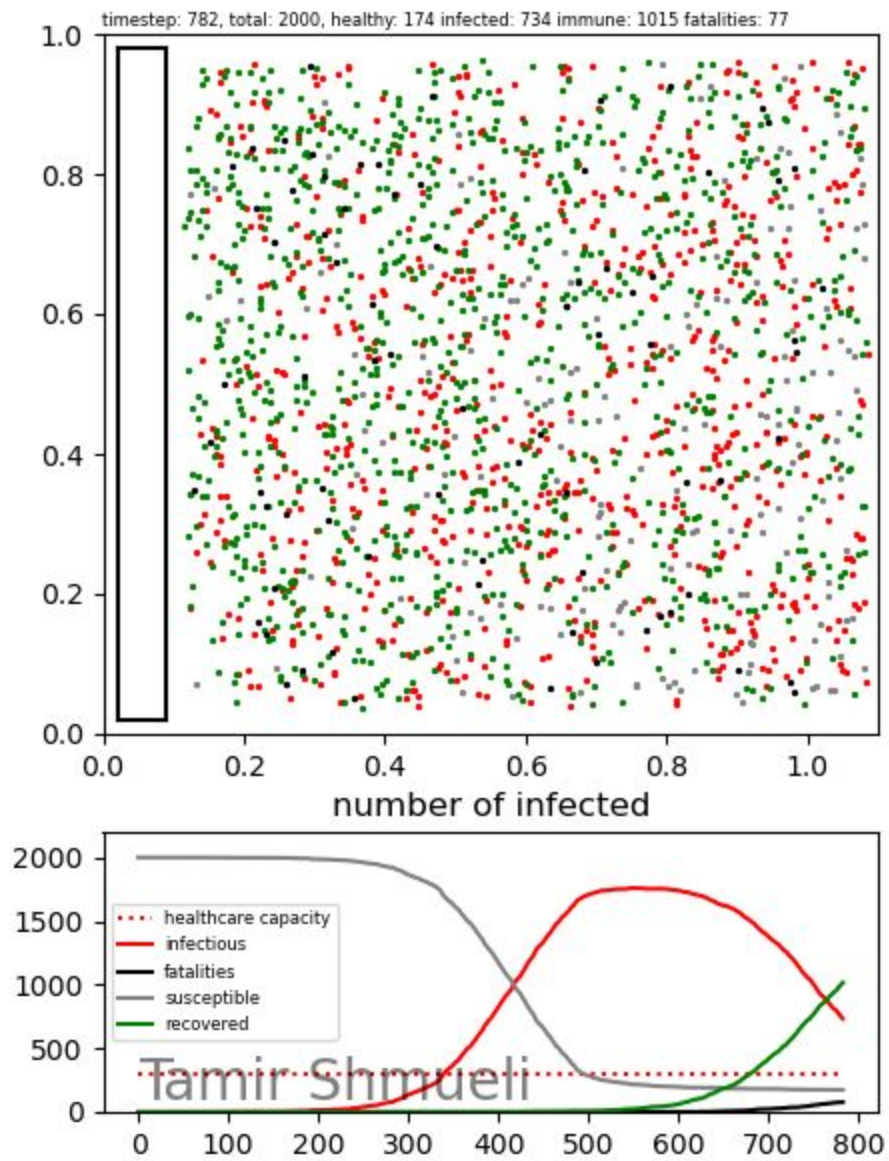 timestep: 782, total: 2000, healthy: 174 infected: 734 immune: 1015 fatalities: 77
1.0
0.8
0.6
0.4
0.2
0.0
0.0 0.2 0.4 0.6 0.8 1.0
number of infected
2000
1500
1000
500
0
healthcare capacity
infectious
fatalities
susceptible
recovered
Tamir Shmueli
0 100 200 300 400 500 600 700 800